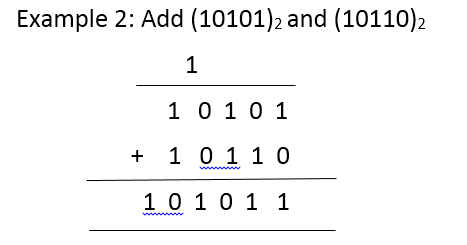 Example 2: Add (10101)₂ and (10110)₂
1
1 0 1 0 1
+ 1 0 1 1 0
1 0 1 0 1 1